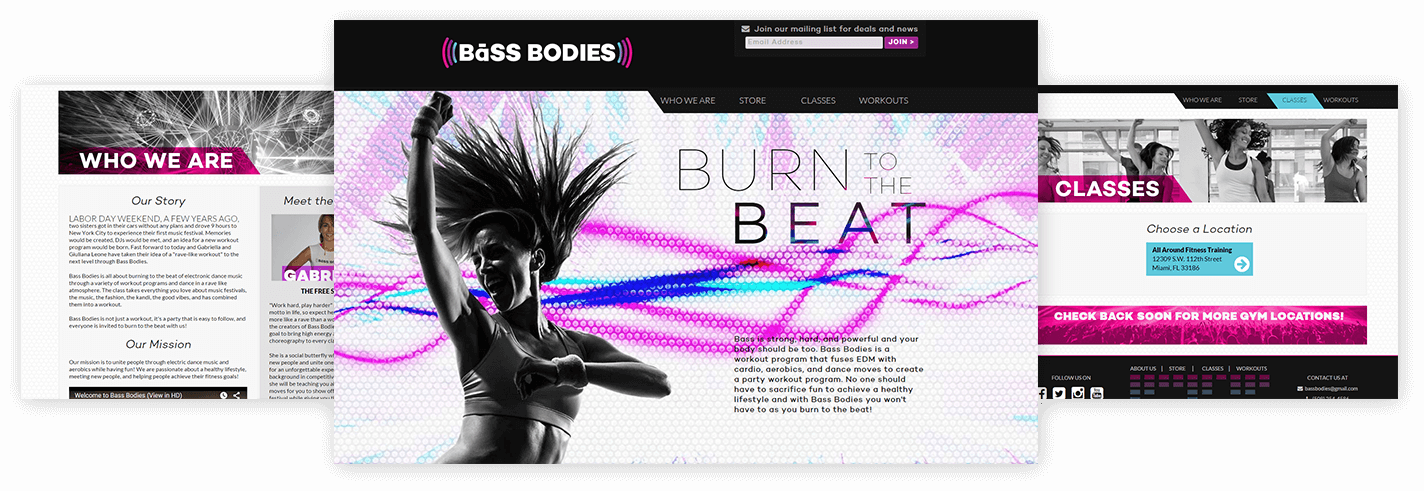 WHO WE ARE
Our Story
LABOR DAY WEEKEND, A FEW YEARS AGO,
two sisters got in their cars without any plans and drove 9 hours to
New York City to experience their first music festival. Memories
would be created, DJs would be met, and an idea for a new workout
program would be born. Fast forward to today and Gabriella and
Giuliana Leone have taken their idea of a "rave-like workout" to the
next level through Bass Bodies.
Bass Bodies is all about burning to the beat of electronic dance music
through a variety of workout programs and dance in a rave like
atmosphere. The class takes everything you love about music festivals,
the music, the fashion, the kandi, the good vibes, and has combined
them into a workout.
Bass Bodies is not just a workout, it's a party that is easy to follow, and
everyone is invited to burn to the beat with us!
Our Mission
Our mission is to unite people through electric dance music and
aerobics while having fun! We are passionate about a healthy lifestyle,
meeting new people, and helping people achieve their fitness goals!
Welcome to Bass Bodies (View in HD)
Meet the
GABRI
THE FREE S
"Work hard, play harder"
motto in life, so expect he
more like a rave than a wo
the creators of Bass Bodi
goal to bring high energy
choreography to every cla
She is a social butterfly w
new people and unite one
for an unforgettable exper
background in competitiv
she will be teaching you al
moves for you to show off
festival while giving you th
BāSS BODIES
Join our mailing list for deals and news
Email Address
JOIN >
WHO WE ARE STORE CLASSES WORKOUTS
BURN TO THE
BEAT
Bass is strong, hard, and powerful and your
body should be too. Bass Bodies is a
workout program that fuses EDM with
cardio, aerobics, and dance moves to create
a party workout program. No one should
have to sacrifice fun to achieve a healthy
lifestyle and with Bass Bodies you won't
have to as you burn to the beat!
WHO WE ARE STORE CLASSES WORKOUTS
CLASSES
Choose a Location
All Around Fitness Training
12309 S.W. 112th Street
Miami, FL 33186
CHECK BACK SOON FOR MORE GYM LOCATIONS!
FOLLOW US ON
ABOUT US | STORE | CLASSES | WORKOUTS
CONTACT US AT
bassbodies@gmail.com